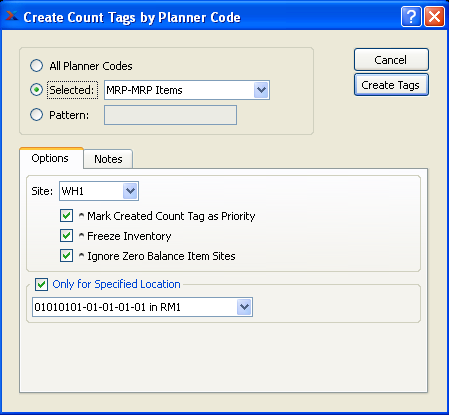 Create Count Tags by Planner Code
All Planner Codes
Selected: MRP-MRP Items
Pattern:
Cancel
Create Tags
Options Notes
Site: WH1
^ Mark Created Count Tag as Priority
^ Freeze Inventory
^ Ignore Zero Balance Item Sites
Only for Specified Location
01010101-01-01-01-01 in RM1